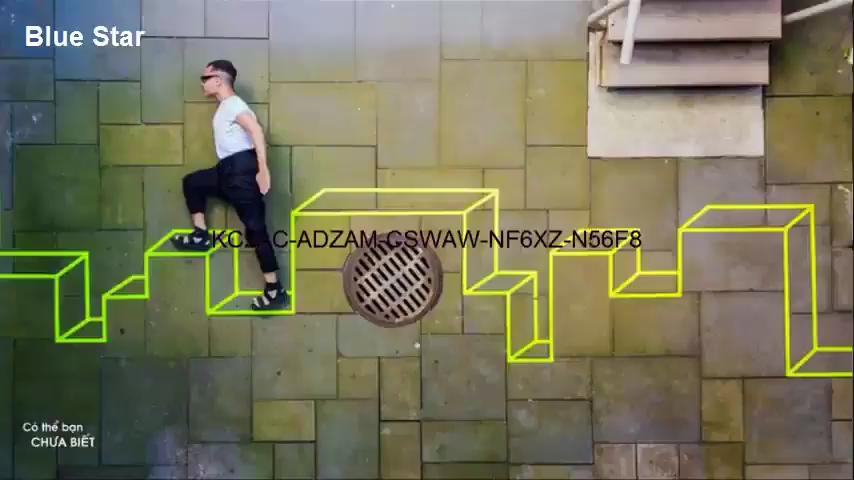 Blue Star
-ADZAM-CSWAW-NF6XZ-N56F8
Có thể bạn
CHƯA BIẾT